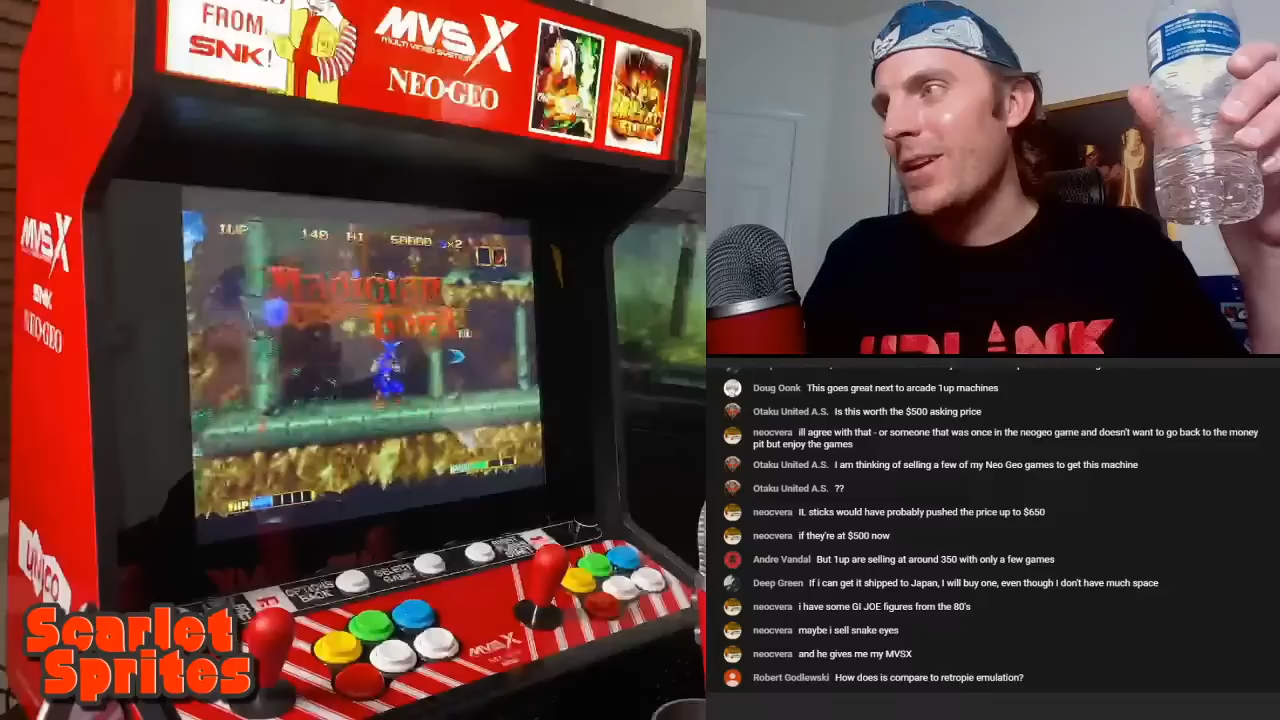 FROM
SNK!
MVSX
MULTI VIDEO SYSTEM
NEO·GEO
MVSX
SNK
NEO·GEO
1UP 140 HI 50000 x2
Magician
Lord
1UP
OPTIONS
BACK
SELECT
GAME
MVSX
UNICO
Scarlet
Sprites
Doug Oonk This goes great next to arcade 1up machines
Otaku United A.S. Is this worth the $500 asking price
neocvera ill agree with that - or someone that was once in the neogeo game and doesn't want to go back to the money
pit but enjoy the games
Otaku United A.S. I am thinking of selling a few of my Neo Geo games to get this machine
Otaku United A.S. ??
neocvera IL sticks would have probably pushed the price up to $650
neocvera if they're at $500 now
Andre Vandal But 1up are selling at around 350 with only a few games
Deep Green If i can get it shipped to Japan, I will buy one, even though I don't have much space
neocvera i have some GI JOE figures from the 80's
neocvera maybe i sell snake eyes
neocvera and he gives me my MVSX
Robert Godlewski How does is compare to retropie emulation?